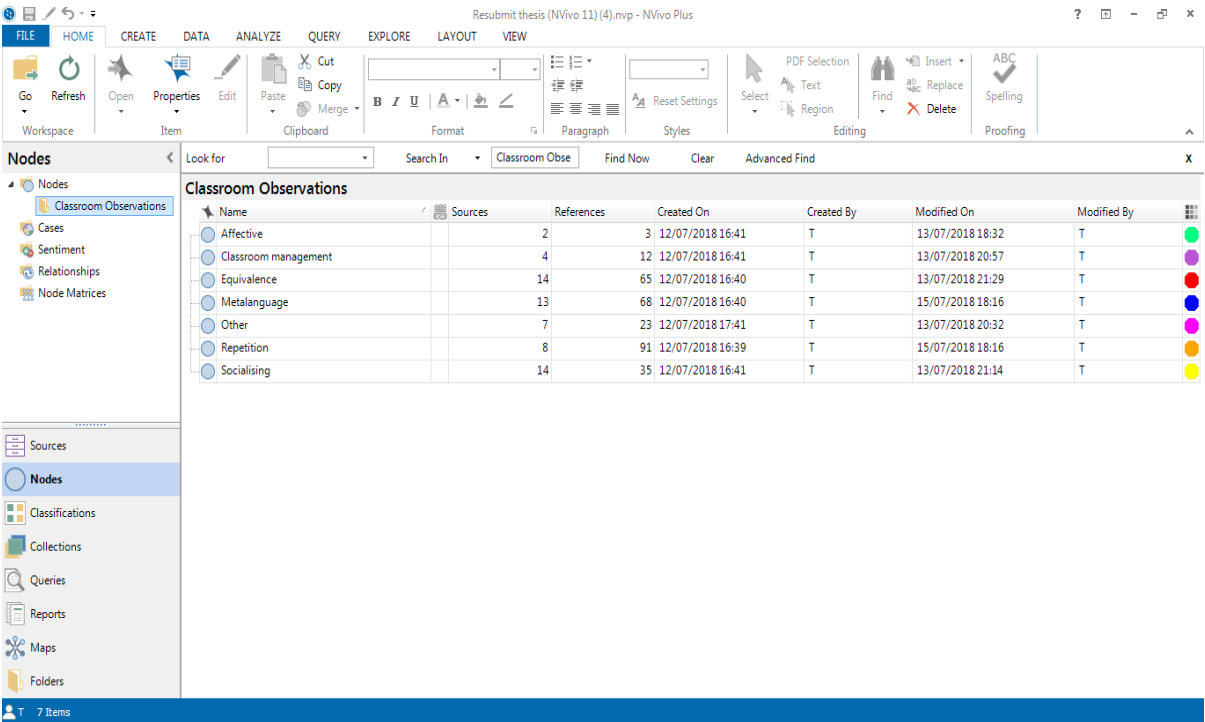 Resubmit thesis (NVivo 11) (4).nvp - NVivo Plus
FILE HOME CREATE DATA ANALYZE QUERY EXPLORE LAYOUT VIEW
Go Refresh Open Properties Edit Paste Cut Copy Merge B I U A Reset Settings Select PDF Selection Text Region Find Insert Replace Delete ABC Spelling
Workspace Item Clipboard Format Paragraph Styles Editing Proofing
Nodes Look for Search In Classroom Obse Find Now Clear Advanced Find X
Nodes
Classroom Observations
Cases
Sentiment
Relationships
Node Matrices
Classroom Observations
Name Sources References Created On Created By Modified On Modified By
Affective 2 3 12/07/2018 16:41 T 13/07/2018 18:32 T
Classroom management 4 12 12/07/2018 16:41 T 13/07/2018 20:57 T
Equivalence 14 65 12/07/2018 16:40 T 13/07/2018 21:29 T
Metalanguage 13 68 12/07/2018 16:40 T 15/07/2018 18:16 T
Other 7 23 12/07/2018 17:41 T 13/07/2018 20:32 T
Repetition 8 91 12/07/2018 16:39 T 15/07/2018 18:16 T
Socialising 14 35 12/07/2018 16:41 T 13/07/2018 21:14 T
Sources
Nodes
Classifications
Collections
Queries
Reports
Maps
Folders
T 7 Items